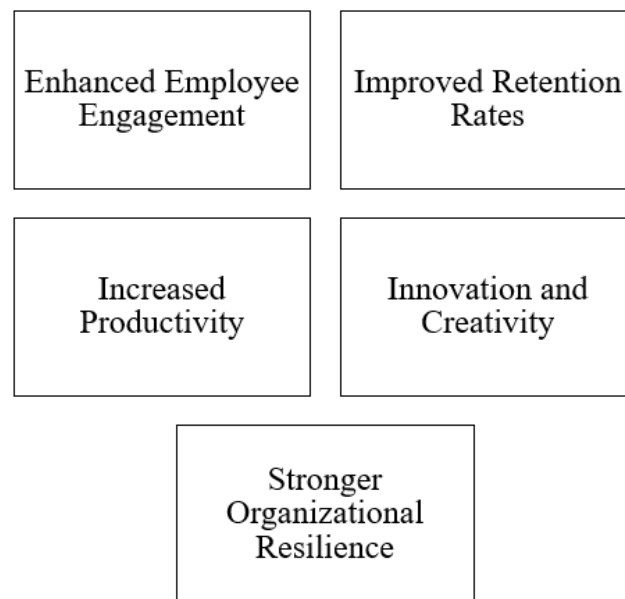 Enhanced Employee
Engagement
Improved Retention
Rates
Increased
Productivity
Innovation and
Creativity
Stronger
Organizational
Resilience